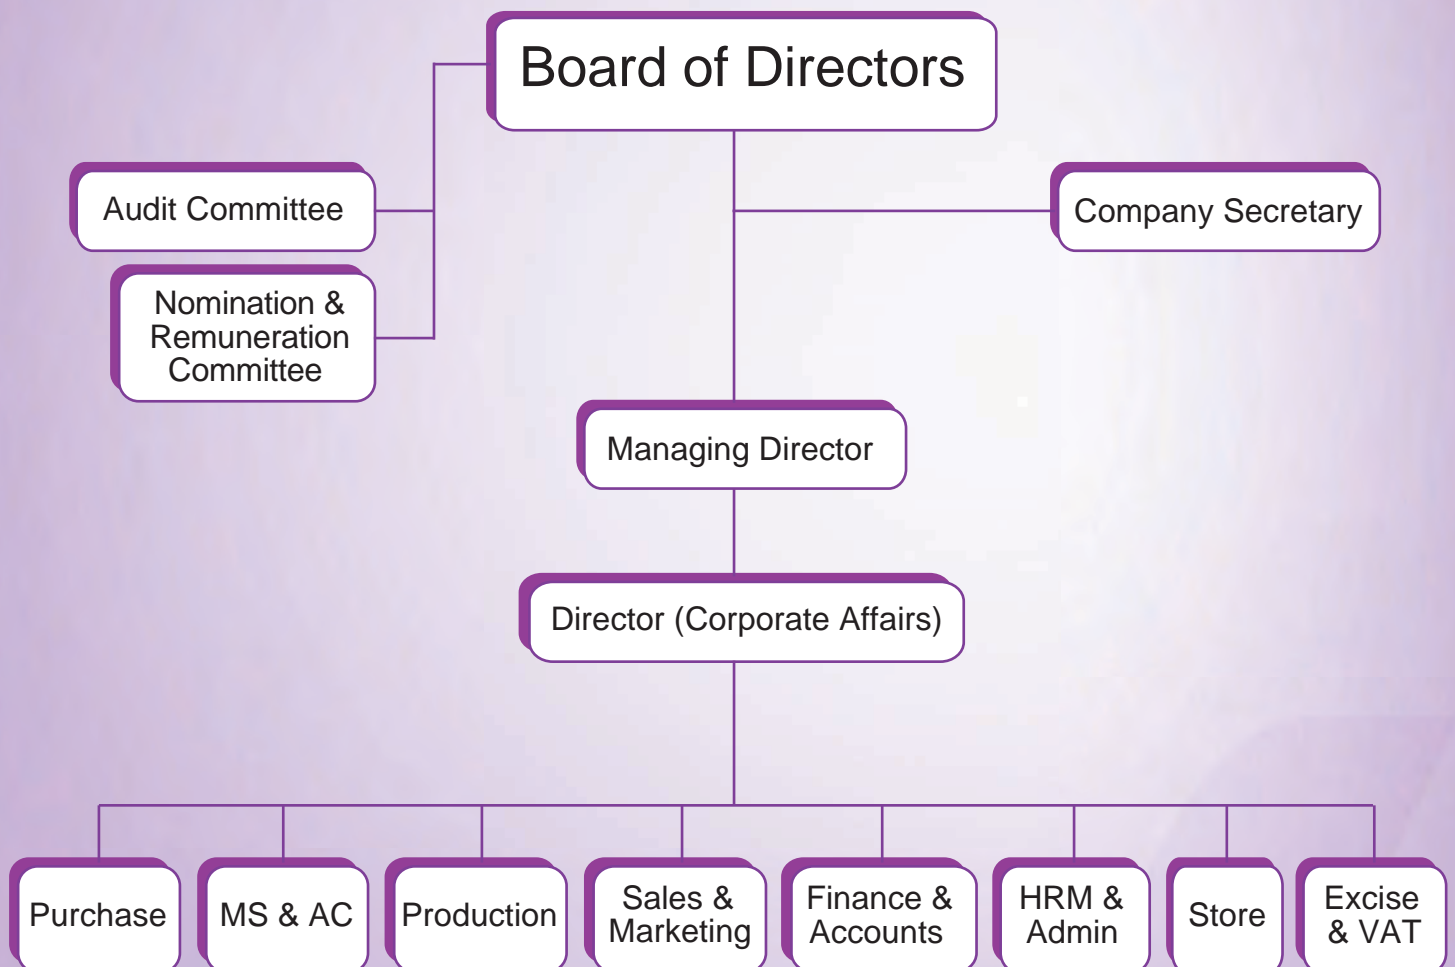 Board of Directors
Audit Committee
Company Secretary
Nomination &
Remuneration
Committee
Managing Director
Director (Corporate Affairs)
Purchase
MS & AC
Production
Sales &
Marketing
Finance &
Accounts
HRM &
Admin
Store
Excise
& VAT